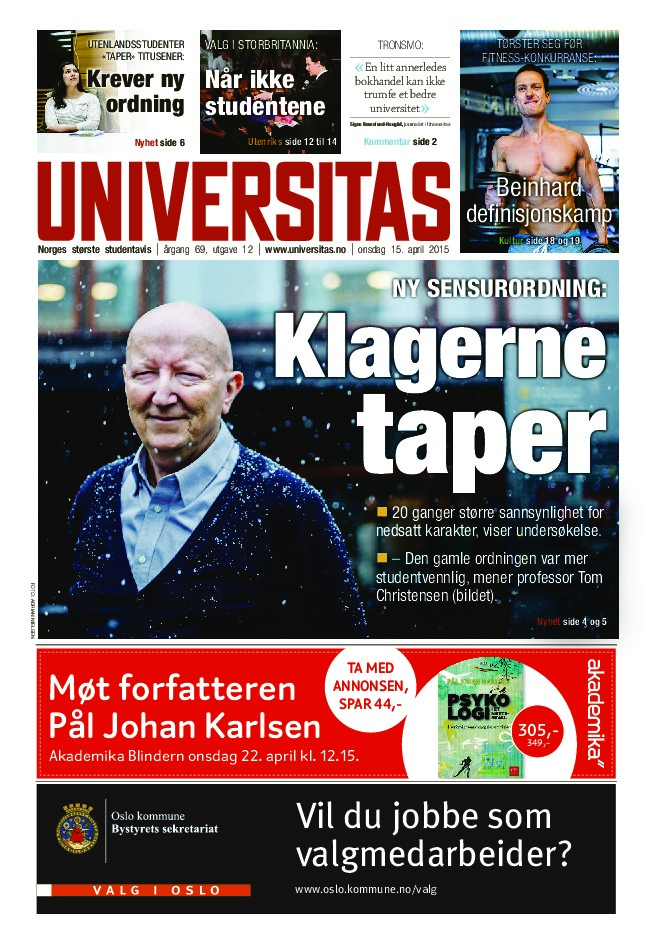 UTENLANDSSTUDENTER
«TAPER» TITUSENER:
Krever ny
ordning
Nyhet side 6
VALG I STORBRITANNIA:
Når ikke
studentene
Utenriks side 12 til 14
TRONSMO:
«En litt annerledes
bokhandel kan ikke
trumfe et bedre
universitet»
journalist i Universitas
Kommentar side 2
TØRSTER SEG FØR
FITNESS-KONKURRANSE:
Beinhard
definisjonskamp
Kultur side 18 og 19
UNIVERSITAS
Norges største studentavis | årgang 69, utgave 12 | www.universitas.no | onsdag 15. april 2015
NY SENSURORDNING:
Klagerne
taper
20 ganger større sannsynlighet for
nedsatt karakter, viser undersøkelse.
– Den gamle ordningen var mer
studentvennlig, mener professor Tom
Christensen (bildet).
Nyhet side 4 og 5
Møt forfatteren
Pål Johan Karlsen
Akademika Blindern onsdag 22. april kl. 12.15.
TA MED
ANNONSEN,
SPAR 44,-
PÅL JOHAN KARLSEN
PSYKO
LOGI
305,-
349,-
akademika
Oslo kommune
Bystyrets sekretariat
VALG I OSLO
Vil du jobbe som
valgmedarbeider?
www.oslo.kommune.no/valg